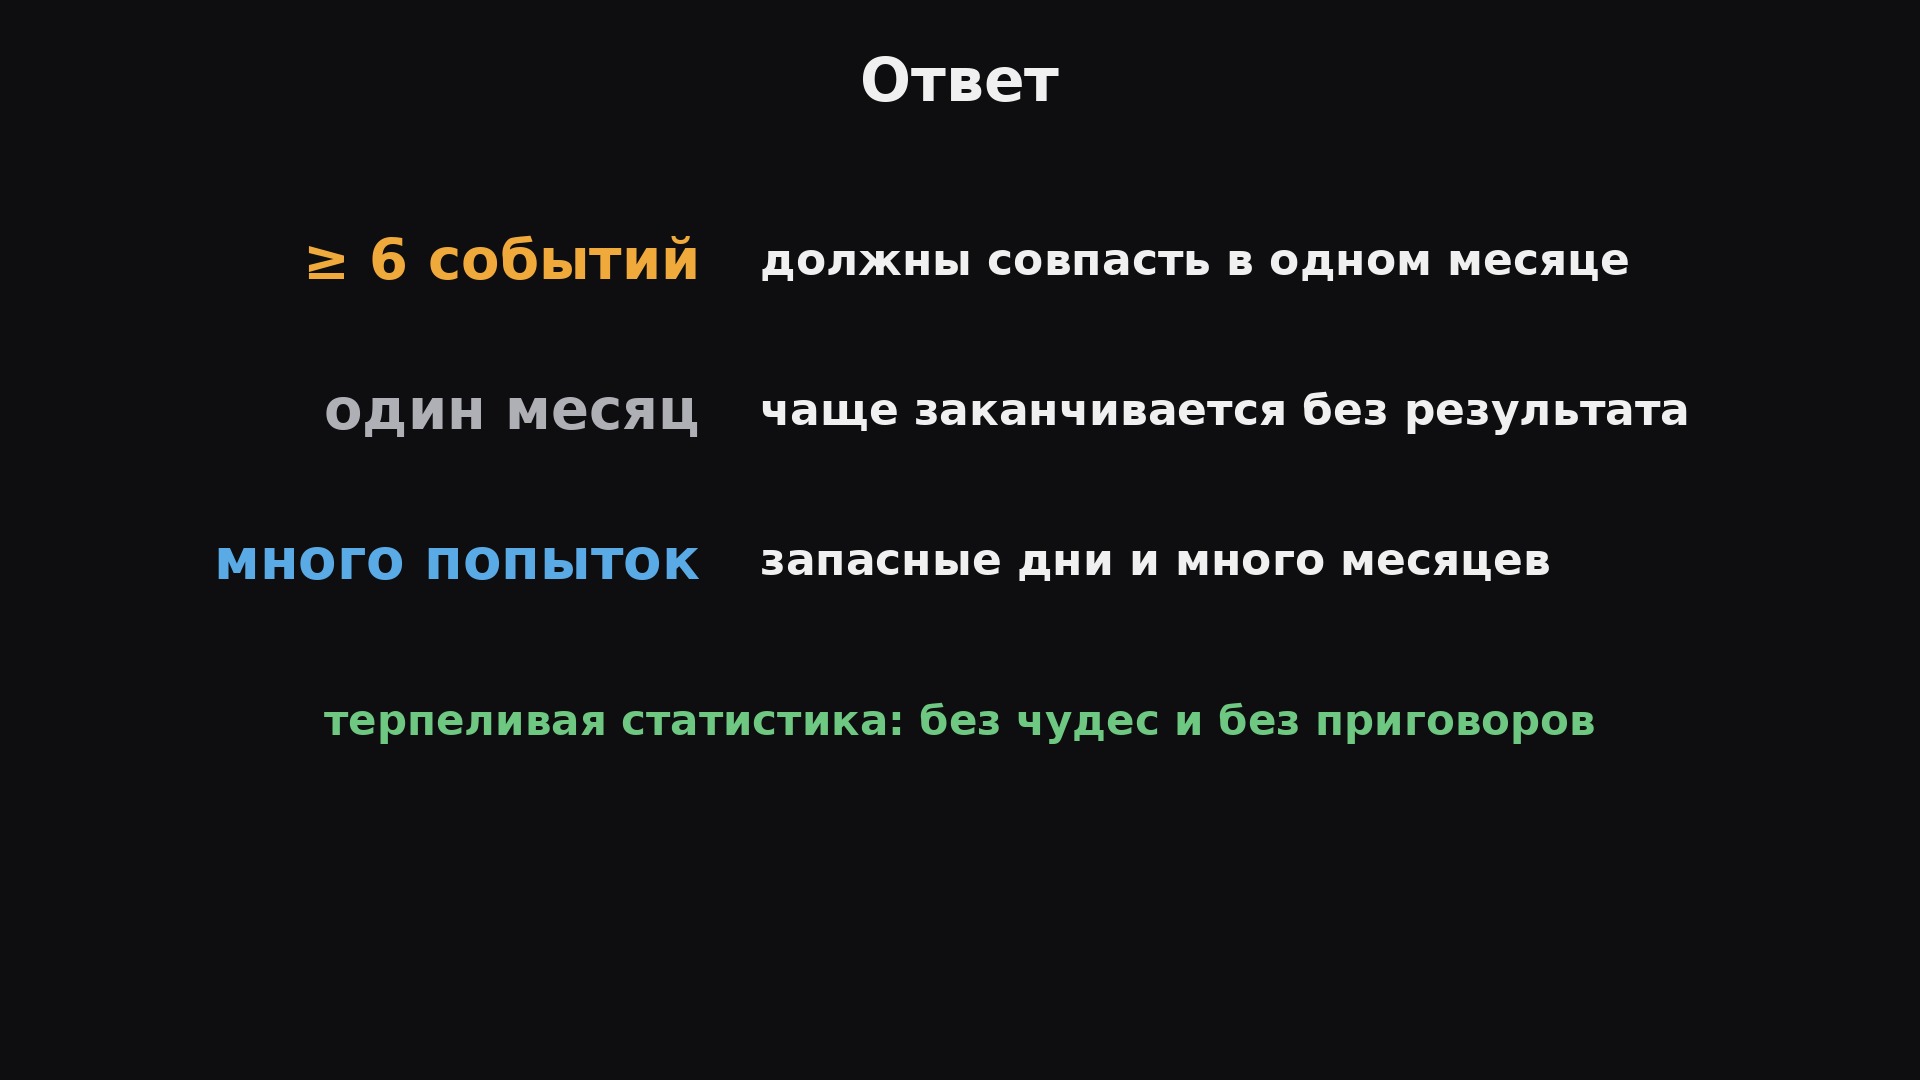 Ответ
≥ 6 событий должны совпасть в одном месяце
один месяц чаще заканчивается без результата
много попыток запасные дни и много месяцев
терпеливая статистика: без чудес и без приговоров